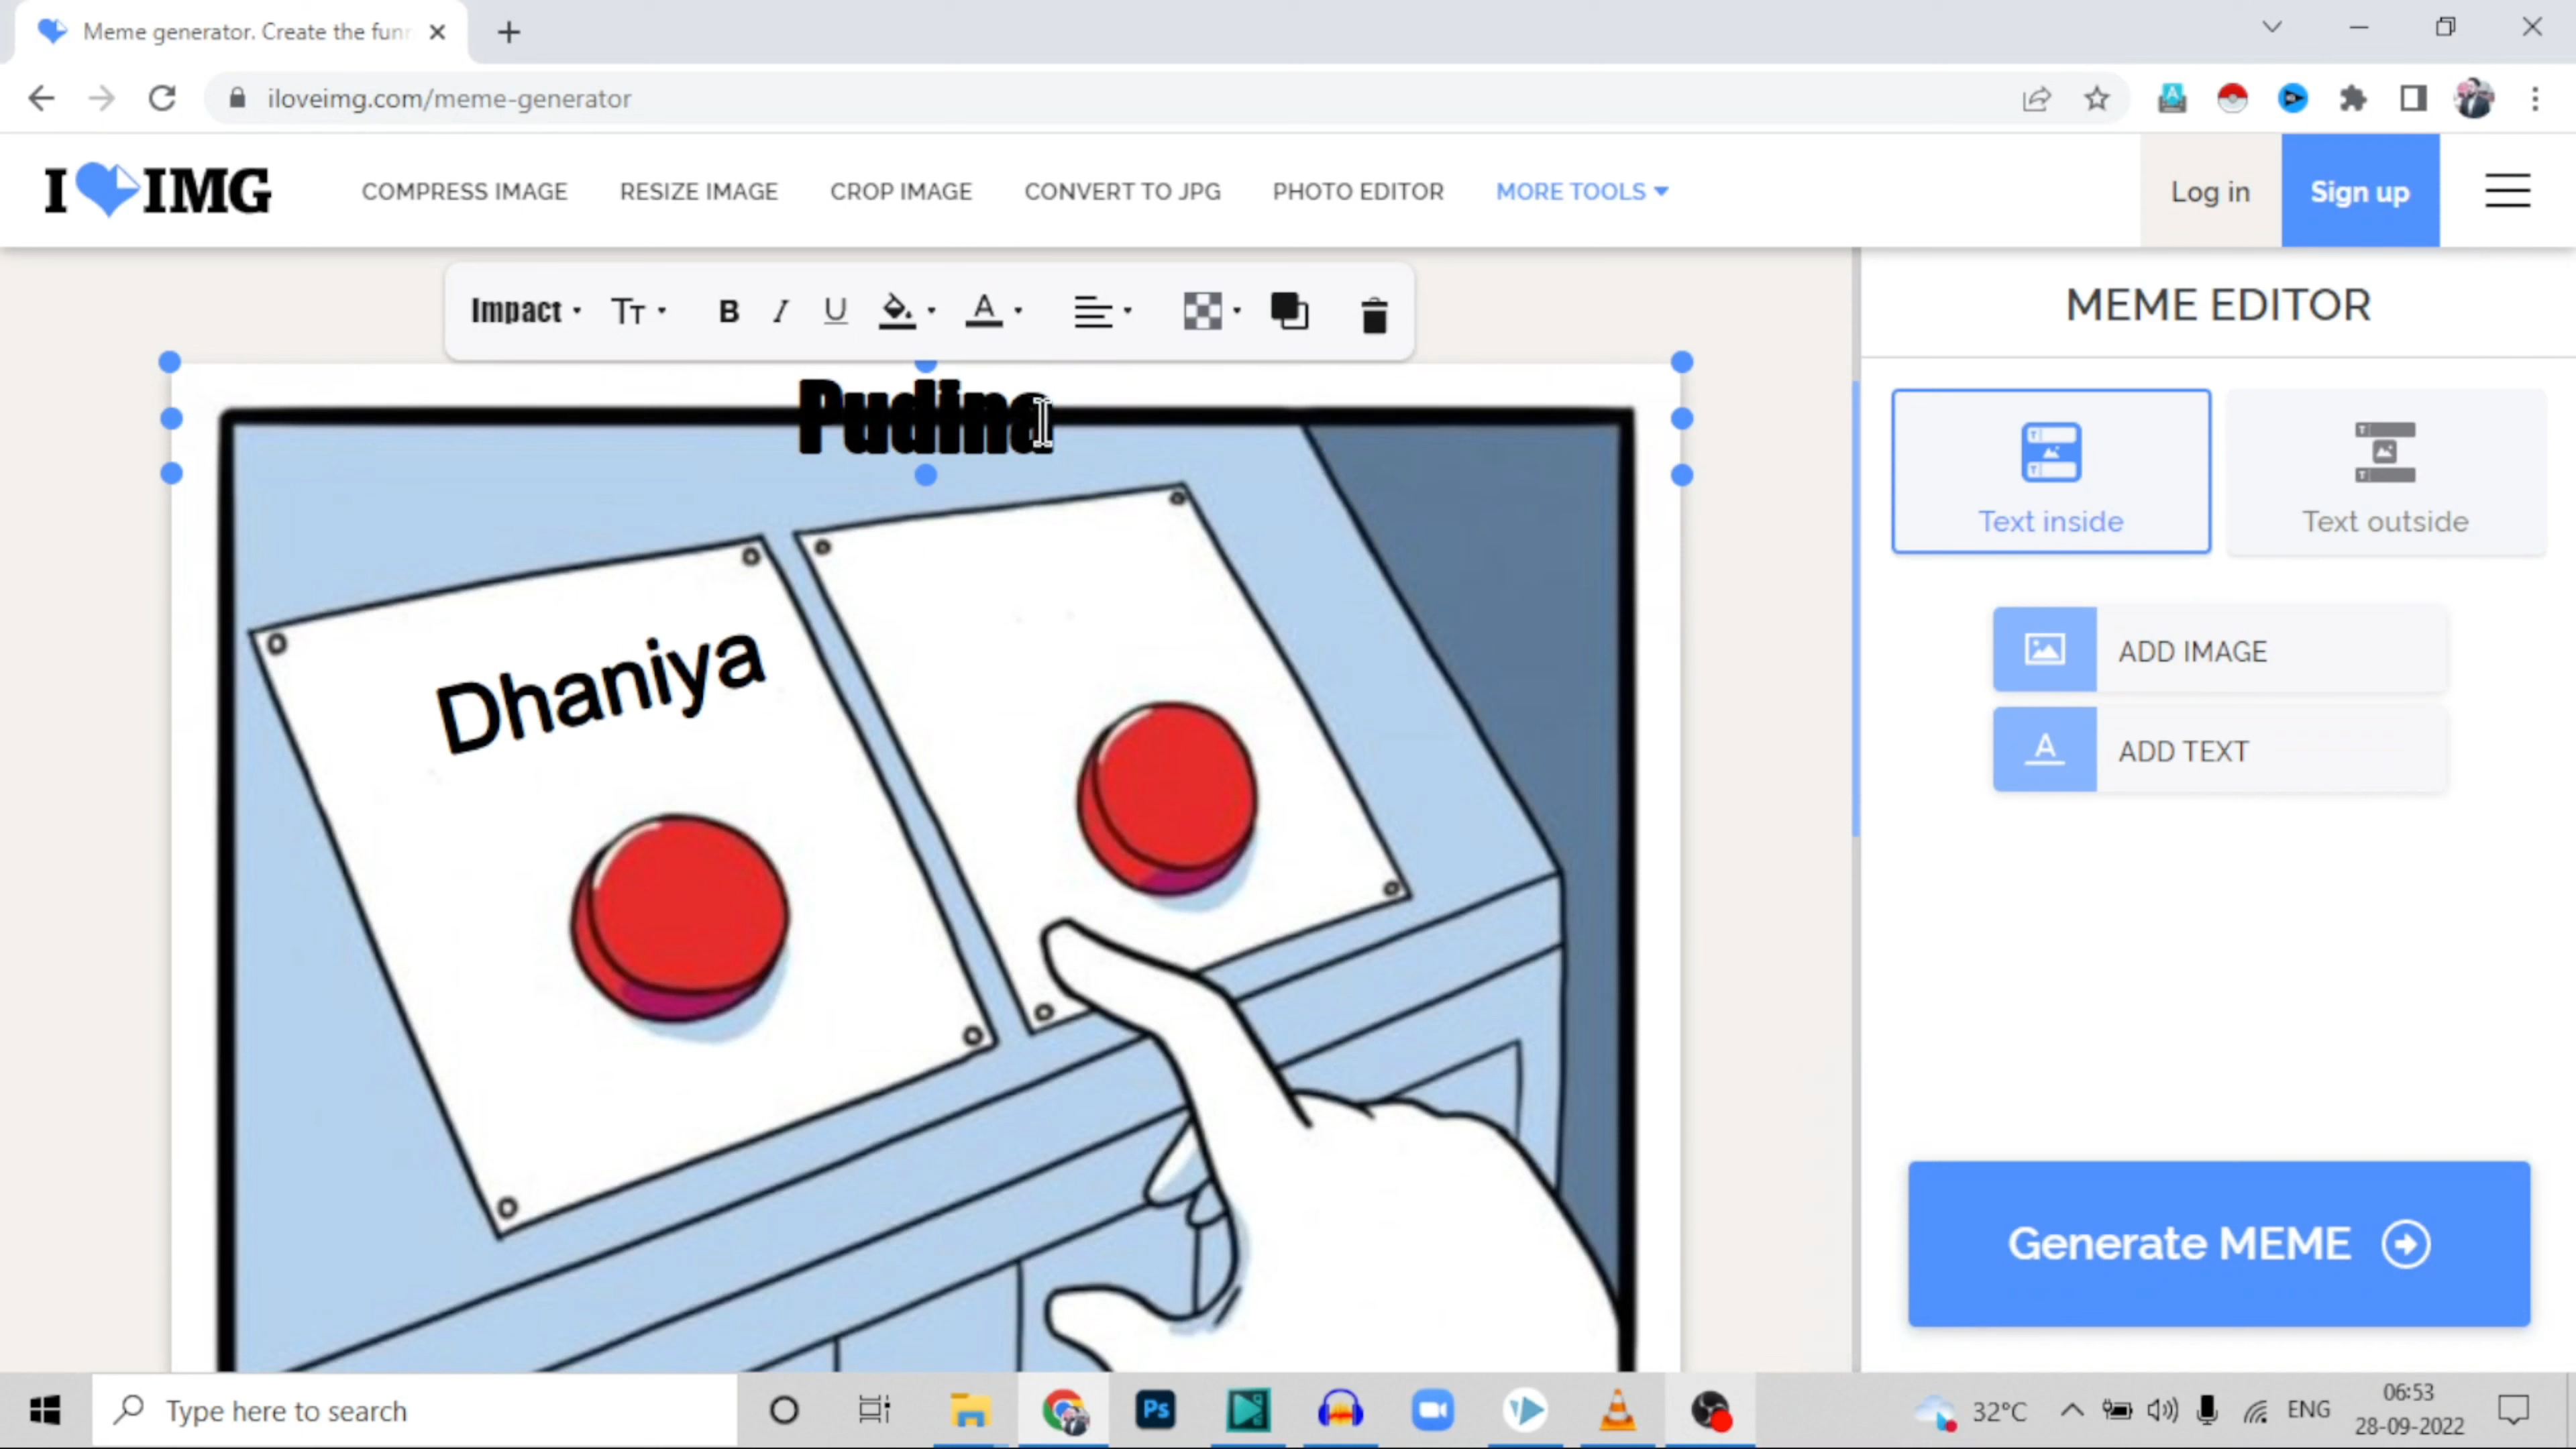 Meme generator. Create the funn
iloveimg.com/meme-generator
I IMG
COMPRESS IMAGE
RESIZE IMAGE
CROP IMAGE
CONVERT TO JPG
PHOTO EDITOR
MORE TOOLS
Log in
Sign up
Impact
TT
B
I
U
A
MEME EDITOR
Pudina
Dhaniya
Text inside
Text outside
ADD IMAGE
A
ADD TEXT
Generate MEME
Type here to search
Ps
32°C
ENG
06:53
28-09-2022